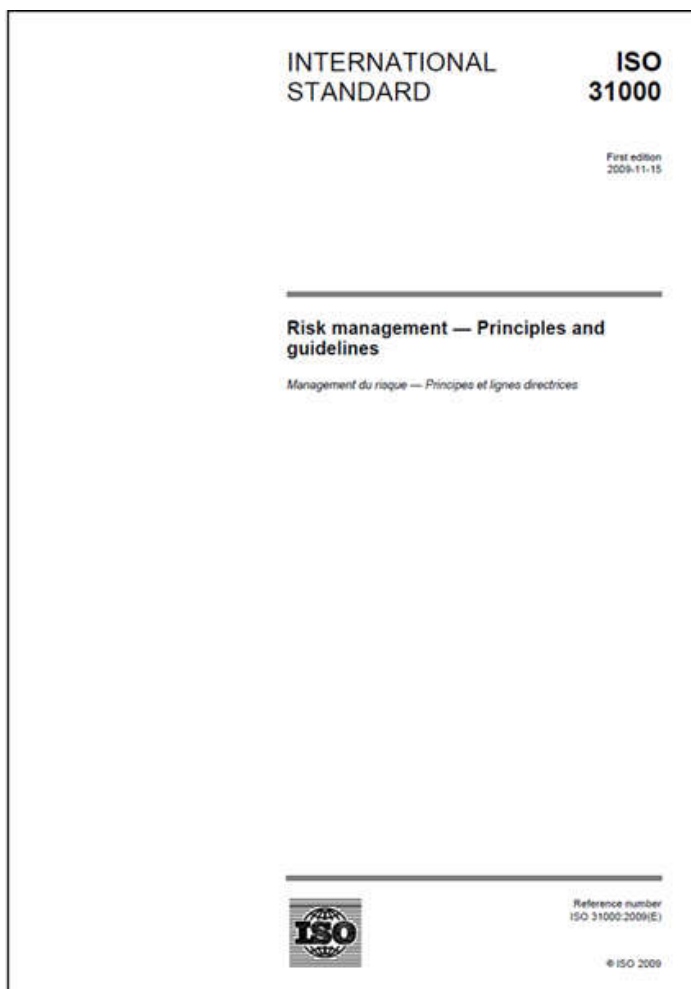 INTERNATIONAL
STANDARD
ISO
31000
First edition
2009-11-15
Risk management — Principles and
guidelines
Management du risque — Principes et lignes directrices
ISO
Reference number
ISO 31000:2009(E)
© ISO 2009